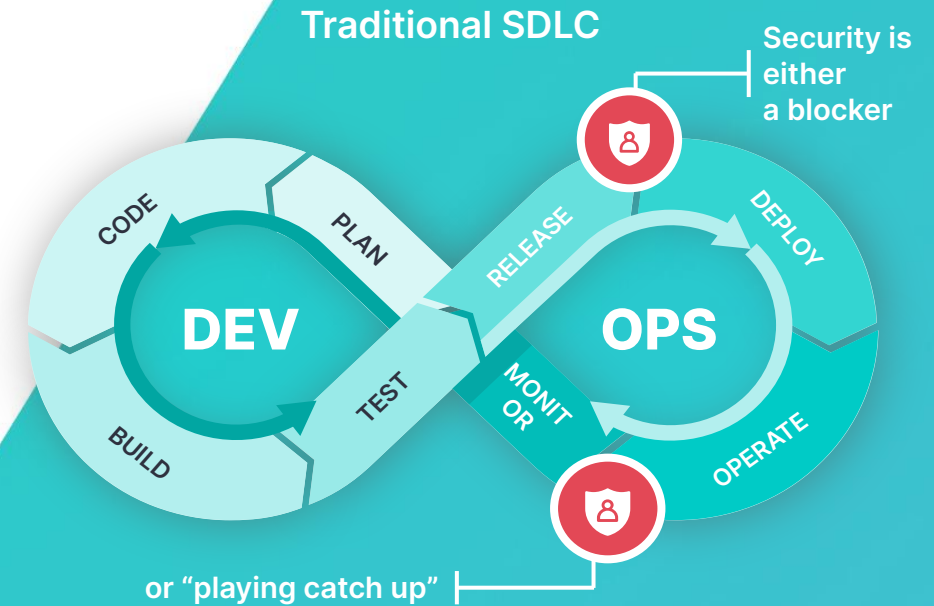 Traditional SDLC
Security is
either
a blocker
CODE
PLAN
RELEASE
DEPLOY
DEV
OPS
BUILD
TEST
MONIT
OR
OPERATE
or “playing catch up”